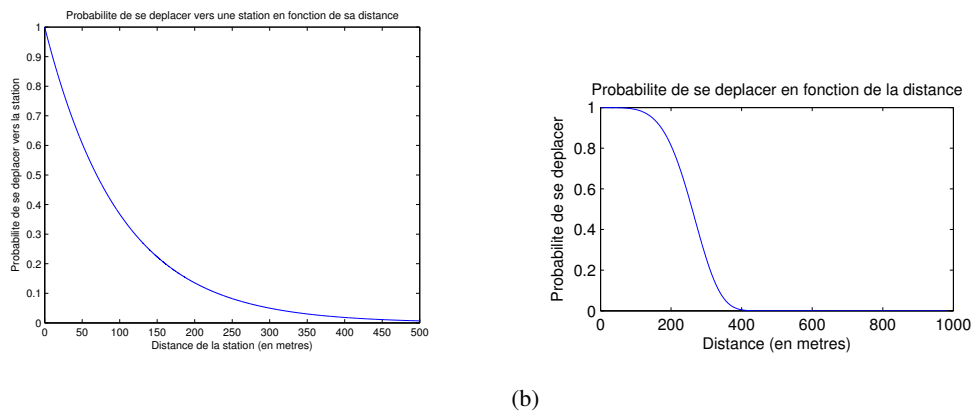 Probabilite de se deplacer vers une station en fonction de sa distance
Probabilite de se deplacer vers la station
1
0.9
0.8
0.7
0.6
0.5
0.4
0.3
0.2
0.1
0
0 50 100 150 200 250 300 350 400 450 500
Distance de la station (en metres)
Probabilite de se deplacer en fonction de la distance
Probabilite de se deplacer
1
0.8
0.6
0.4
0.2
0
0 200 400 600 800 1000
Distance (en metres)
(b)